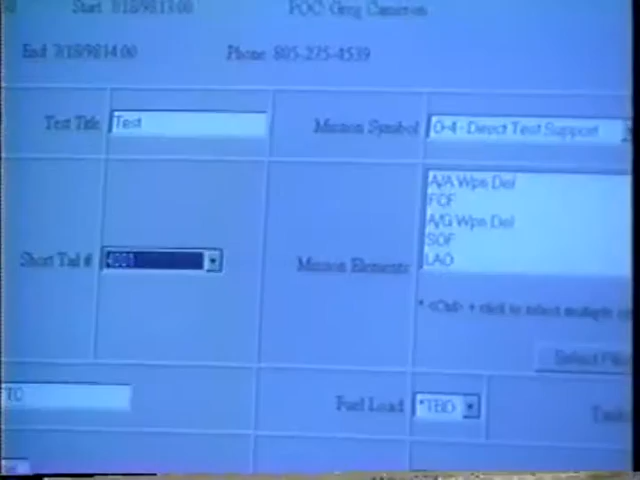 Start 7/18/98 13:00 POC: Greg Cameron
End 7/18/98 14:00 Phone 805-275-4539
Test Title Test Mission Symbol O-4 - Direct Test Support
A/A Wpn Del
FCF
A/G Wpn Del
SOF
Short Tail # Mission Elements LAO
* <Ctrl> + click to select multiple
Select
Fuel Load *TBD